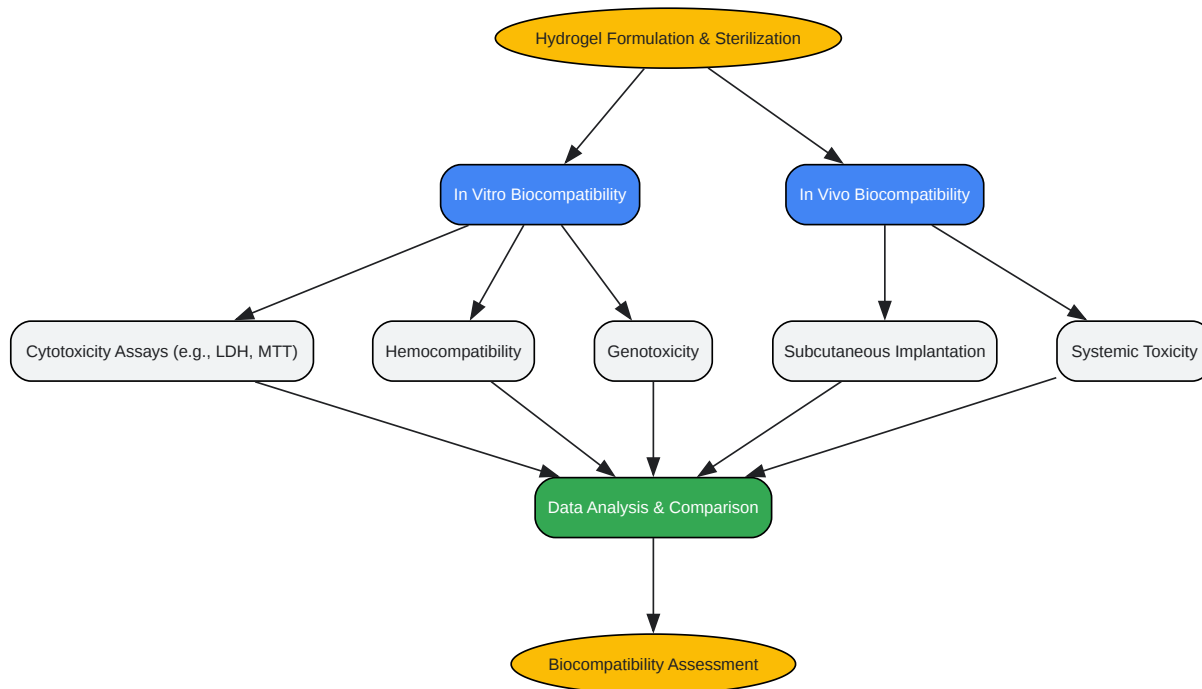 Hydrogel Formulation & Sterilization
In Vitro Biocompatibility
In Vivo Biocompatibility
Cytotoxicity Assays (e.g., LDH, MTT)
Hemocompatibility
Genotoxicity
Subcutaneous Implantation
Systemic Toxicity
Data Analysis & Comparison
Biocompatibility Assessment